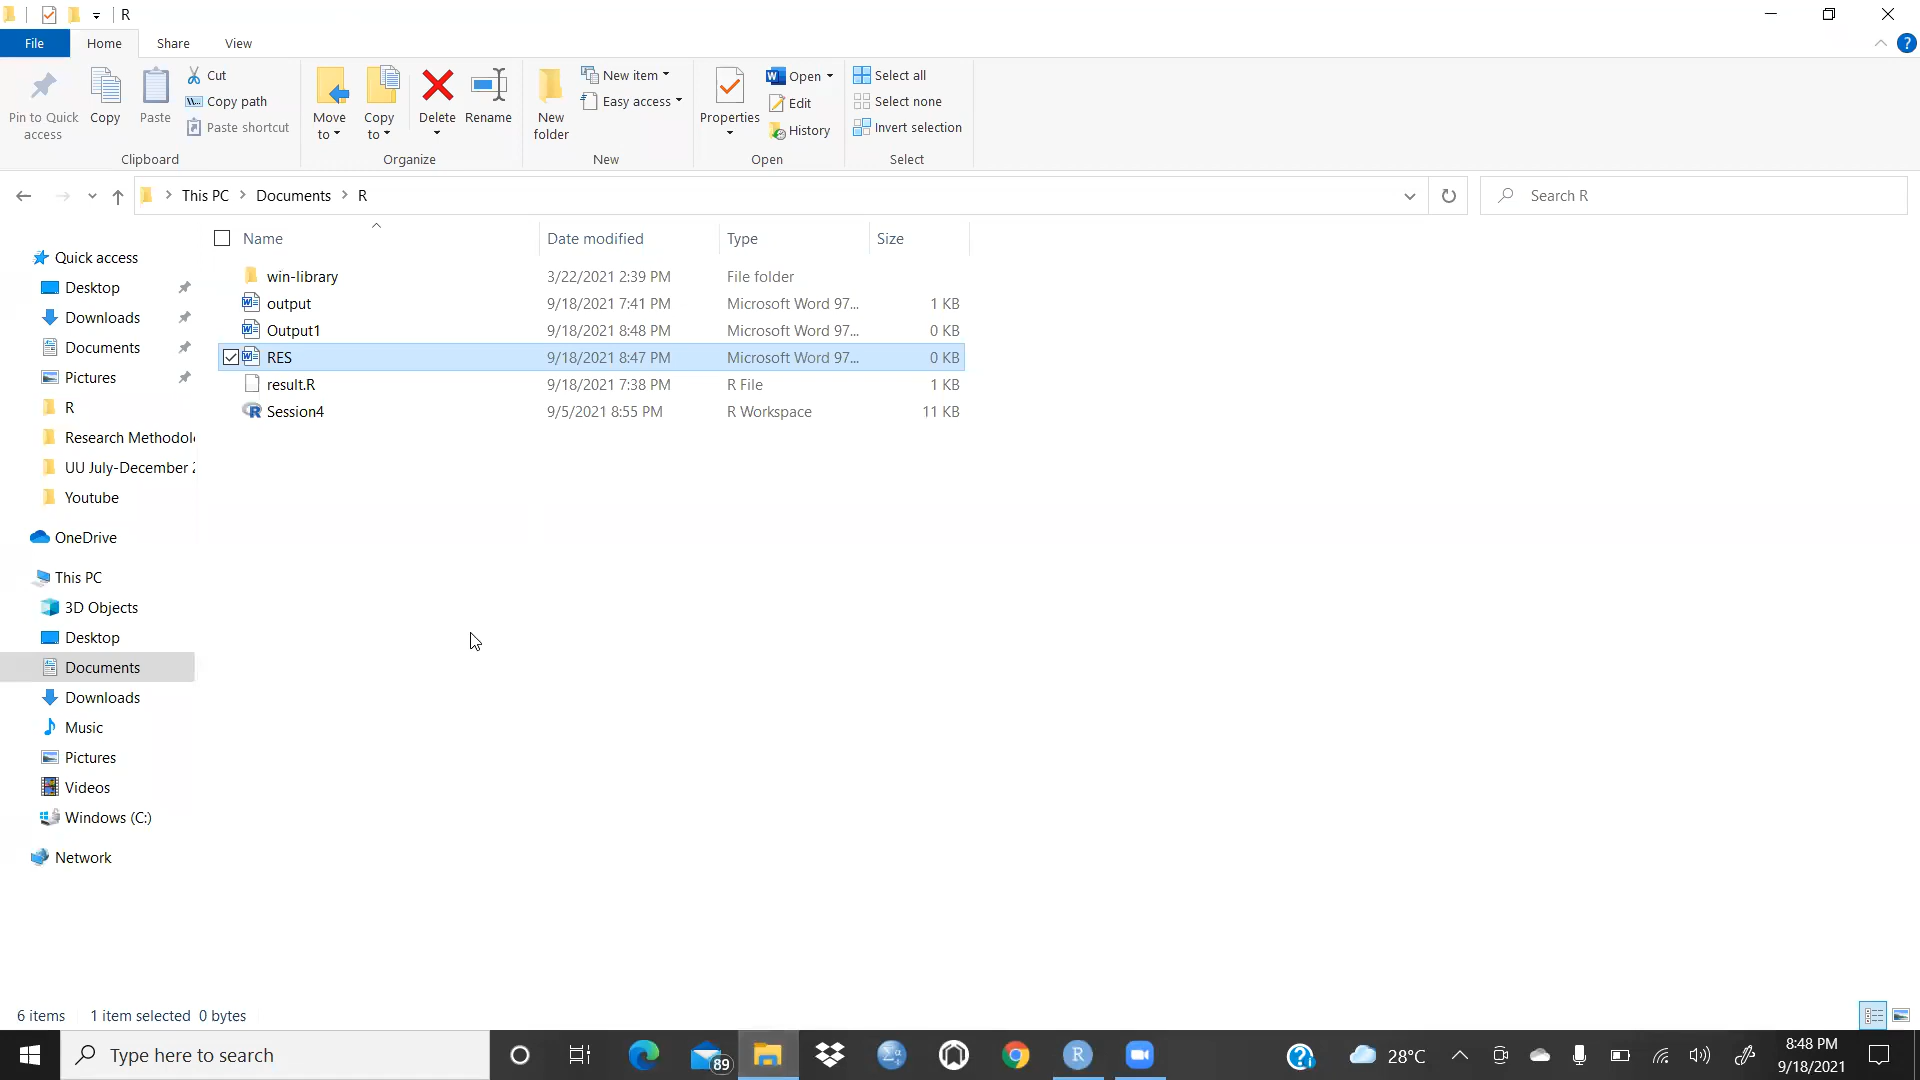 R
File Home Share View
Pin to Quick access
Copy
Paste
Cut
Copy path
Paste shortcut
Clipboard
Move to
Copy to
Delete
Rename
Organize
New folder
New item
Easy access
New
Properties
Open
Edit
History
Open
Select all
Select none
Invert selection
Select
This PC > Documents > R
Search R
Name Date modified Type Size
win-library 3/22/2021 2:39 PM File folder
output 9/18/2021 7:41 PM Microsoft Word 97... 1 KB
Output1 9/18/2021 8:48 PM Microsoft Word 97... 0 KB
RES 9/18/2021 8:47 PM Microsoft Word 97... 0 KB
result.R 9/18/2021 7:38 PM R File 1 KB
Session4 9/5/2021 8:55 PM R Workspace 11 KB
Quick access
Desktop
Downloads
Documents
Pictures
R
Research Methodol
UU July-December
Youtube
OneDrive
This PC
3D Objects
Desktop
Documents
Downloads
Music
Pictures
Videos
Windows (C:)
Network
6 items 1 item selected 0 bytes
Type here to search
89
28°C
8:48 PM
9/18/2021